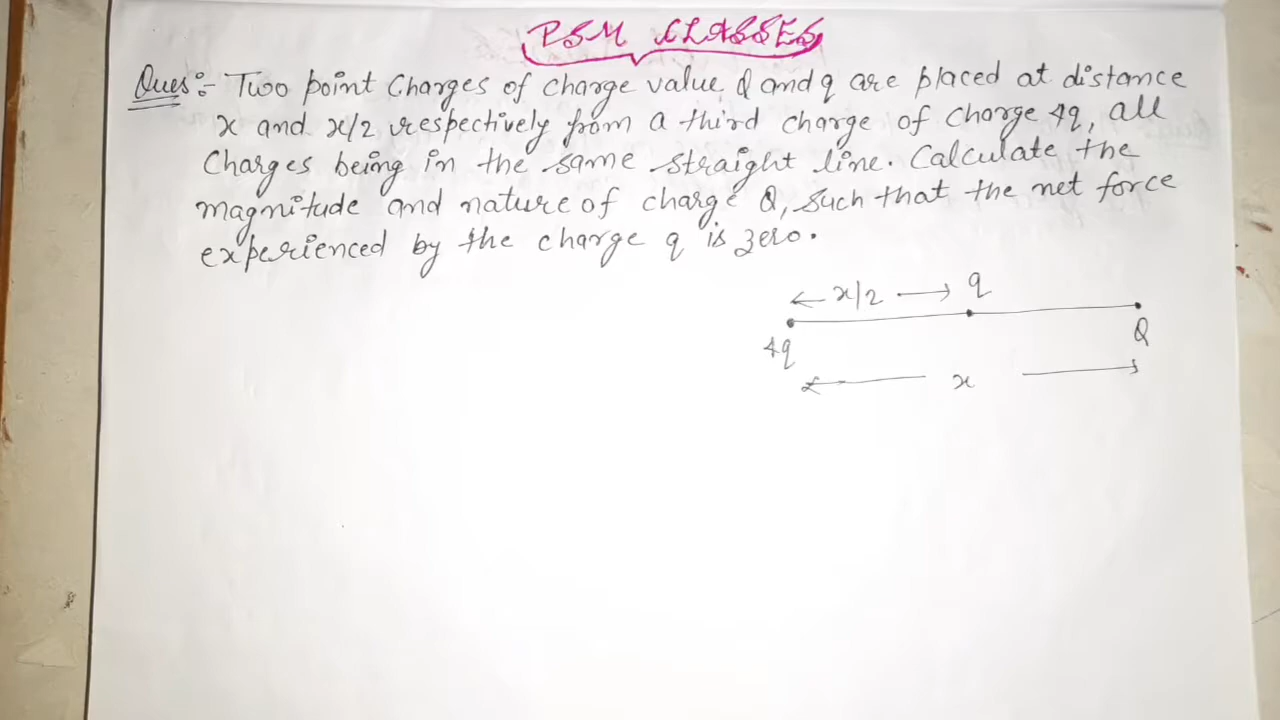 PSM CLASSES
Ques:- Two point Charges of charge value Q and q are placed at distance
x and x/2 respectively from a third charge of Charge 4q, all
Charges being in the same straight line. Calculate the
magnitude and nature of charge Q, such that the net force
experienced by the charge q is zero.
← x/2 → q
4q Q
← x →